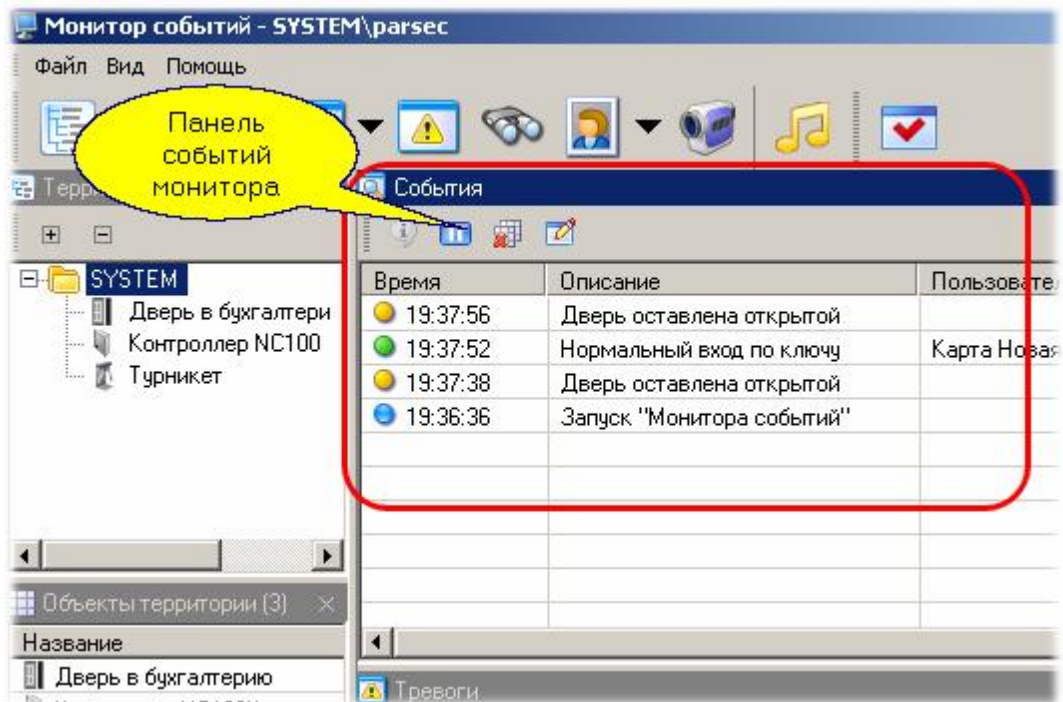 Монитор событий - SYSTEM\parsec
Файл Вид Помощь
Панель
событий
монитора
События
SYSTEM
Дверь в бухгалтери
Контроллер NC100
Турникет
Время Описание Пользовате
19:37:56 Дверь оставлена открытой
19:37:52 Нормальный вход по ключу Карта Новая
19:37:38 Дверь оставлена открытой
19:36:36 Запуск "Монитора событий"
Объекты территории (3)
Название
Дверь в бухгалтерию
Тревоги